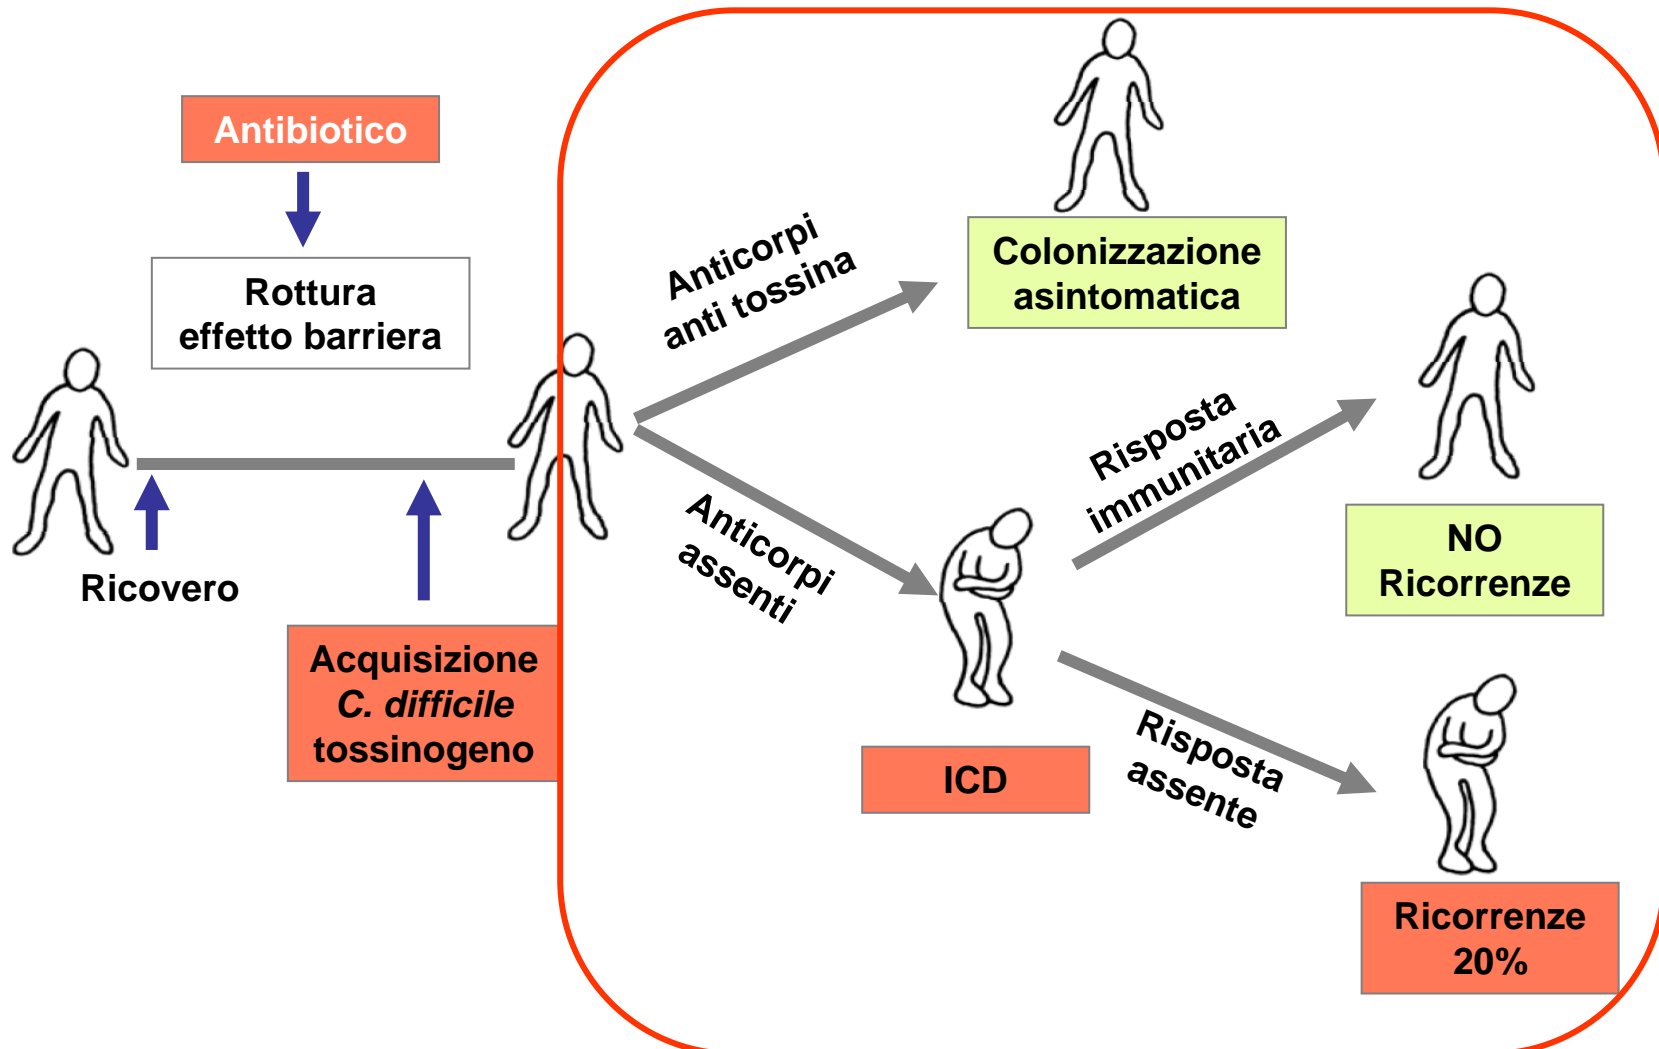 Antibiotico
Rottura
effetto barriera
Ricovero
Acquisizione
C. difficile
tossinogeno
Anticorpi
anti tossina
Colonizzazione
asintomatica
Anticorpi
assenti
ICD
Risposta
immunitaria
NO
Ricorrenze
Risposta
assente
Ricorrenze
20%